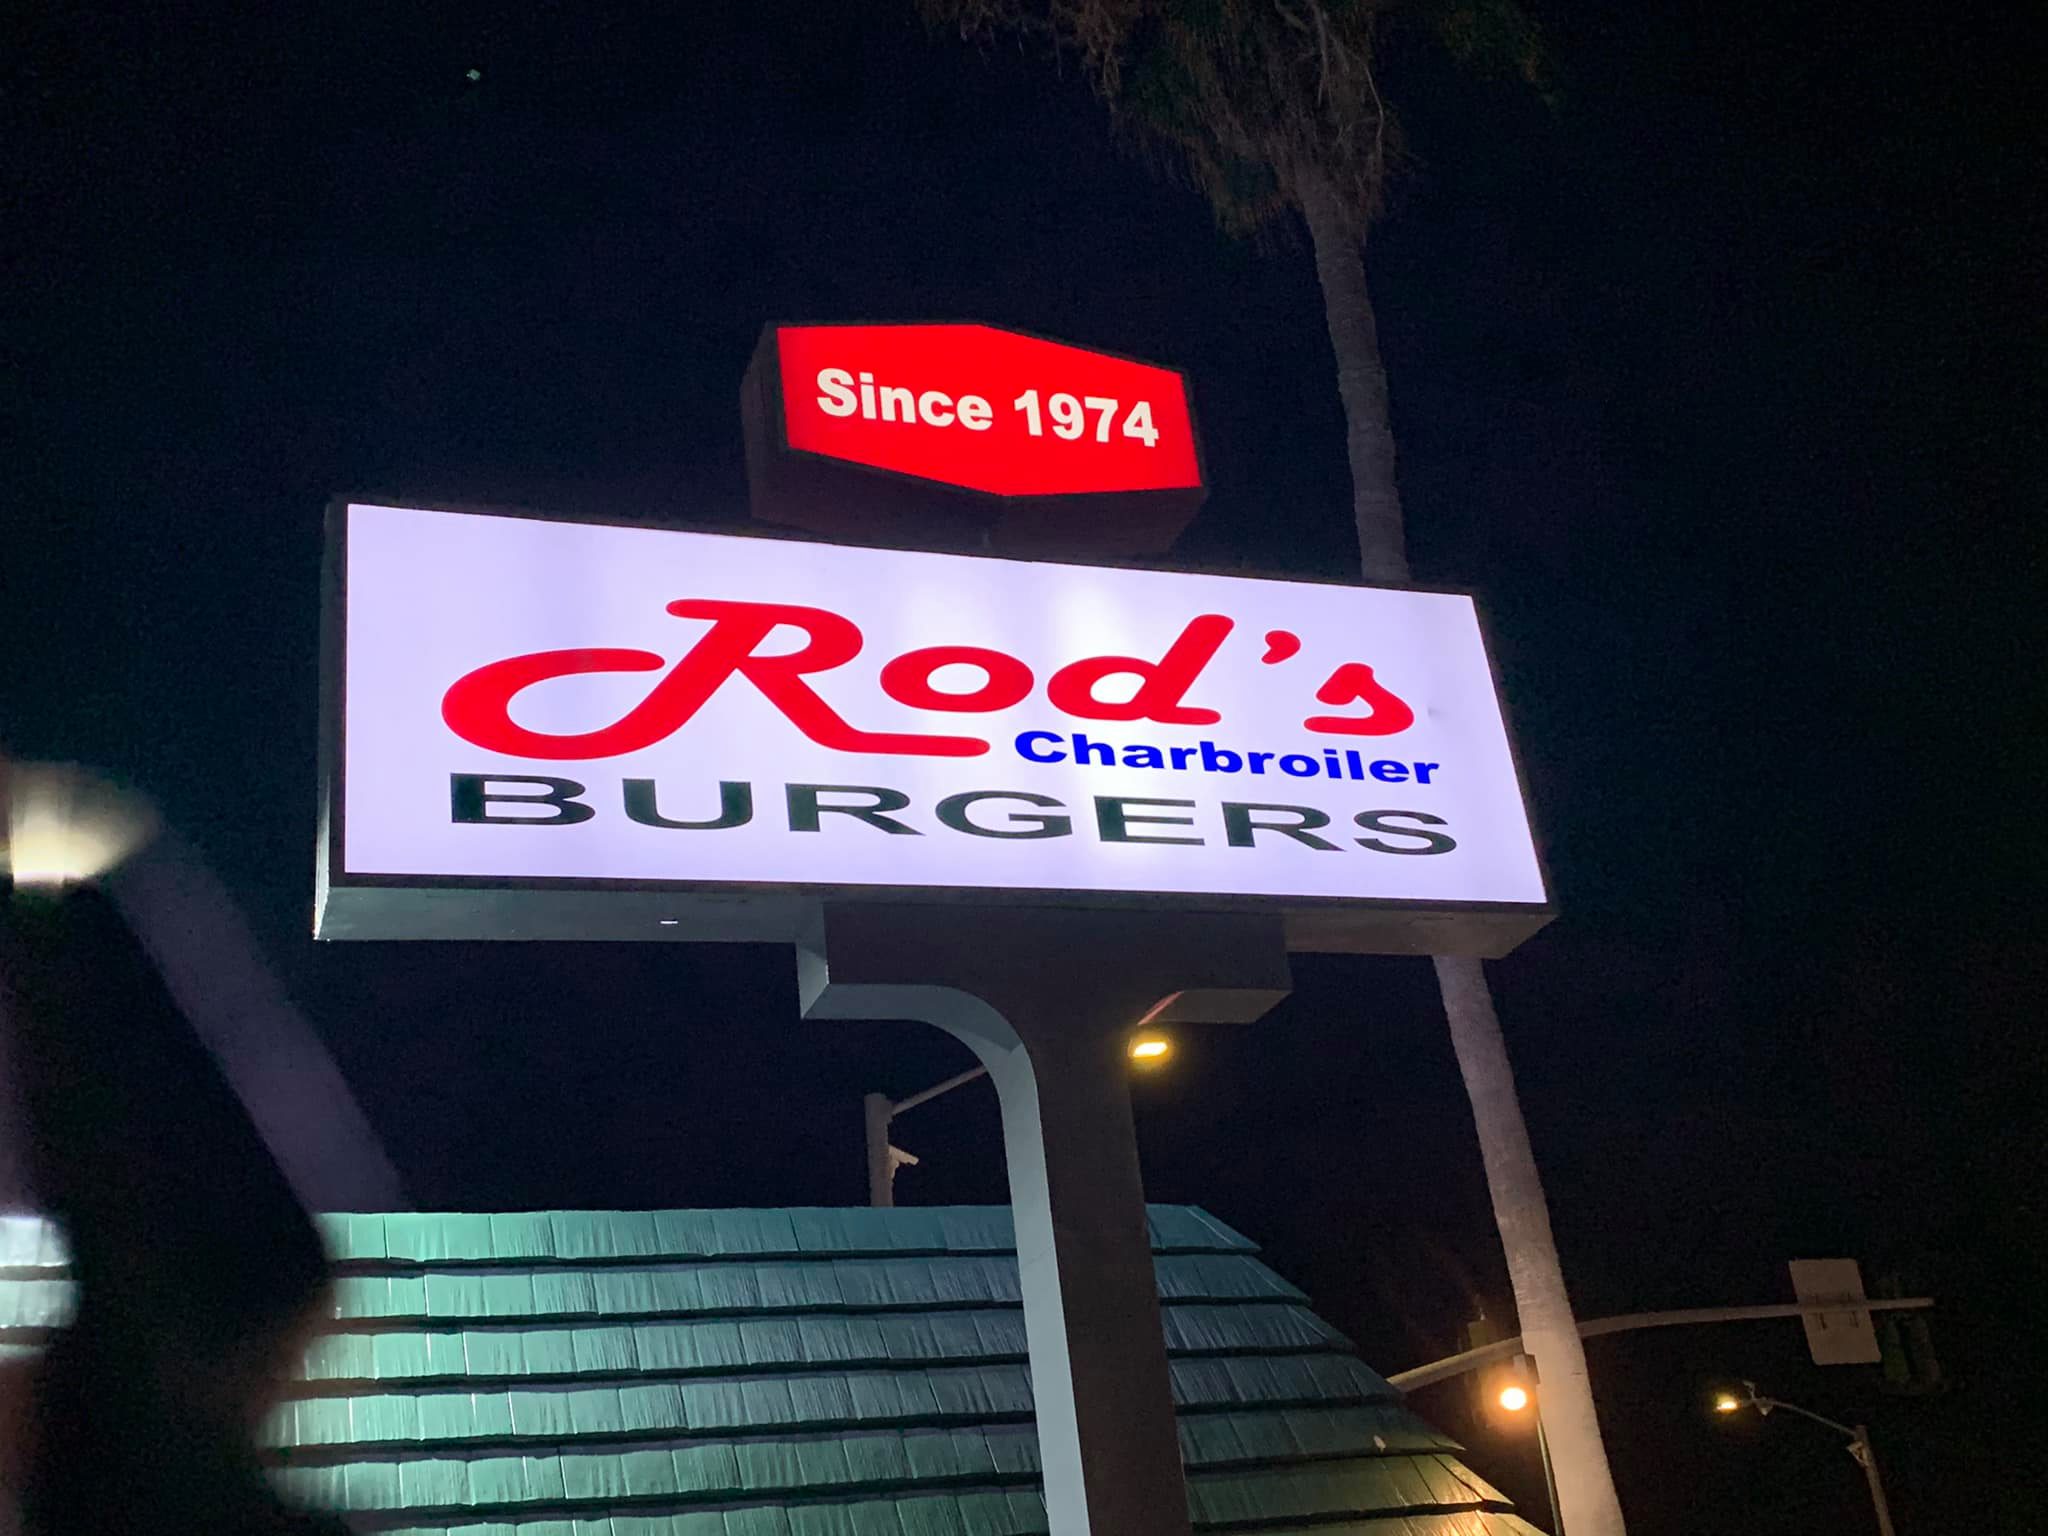 Since 1974
Rod's
Charbroiler
BURGERS